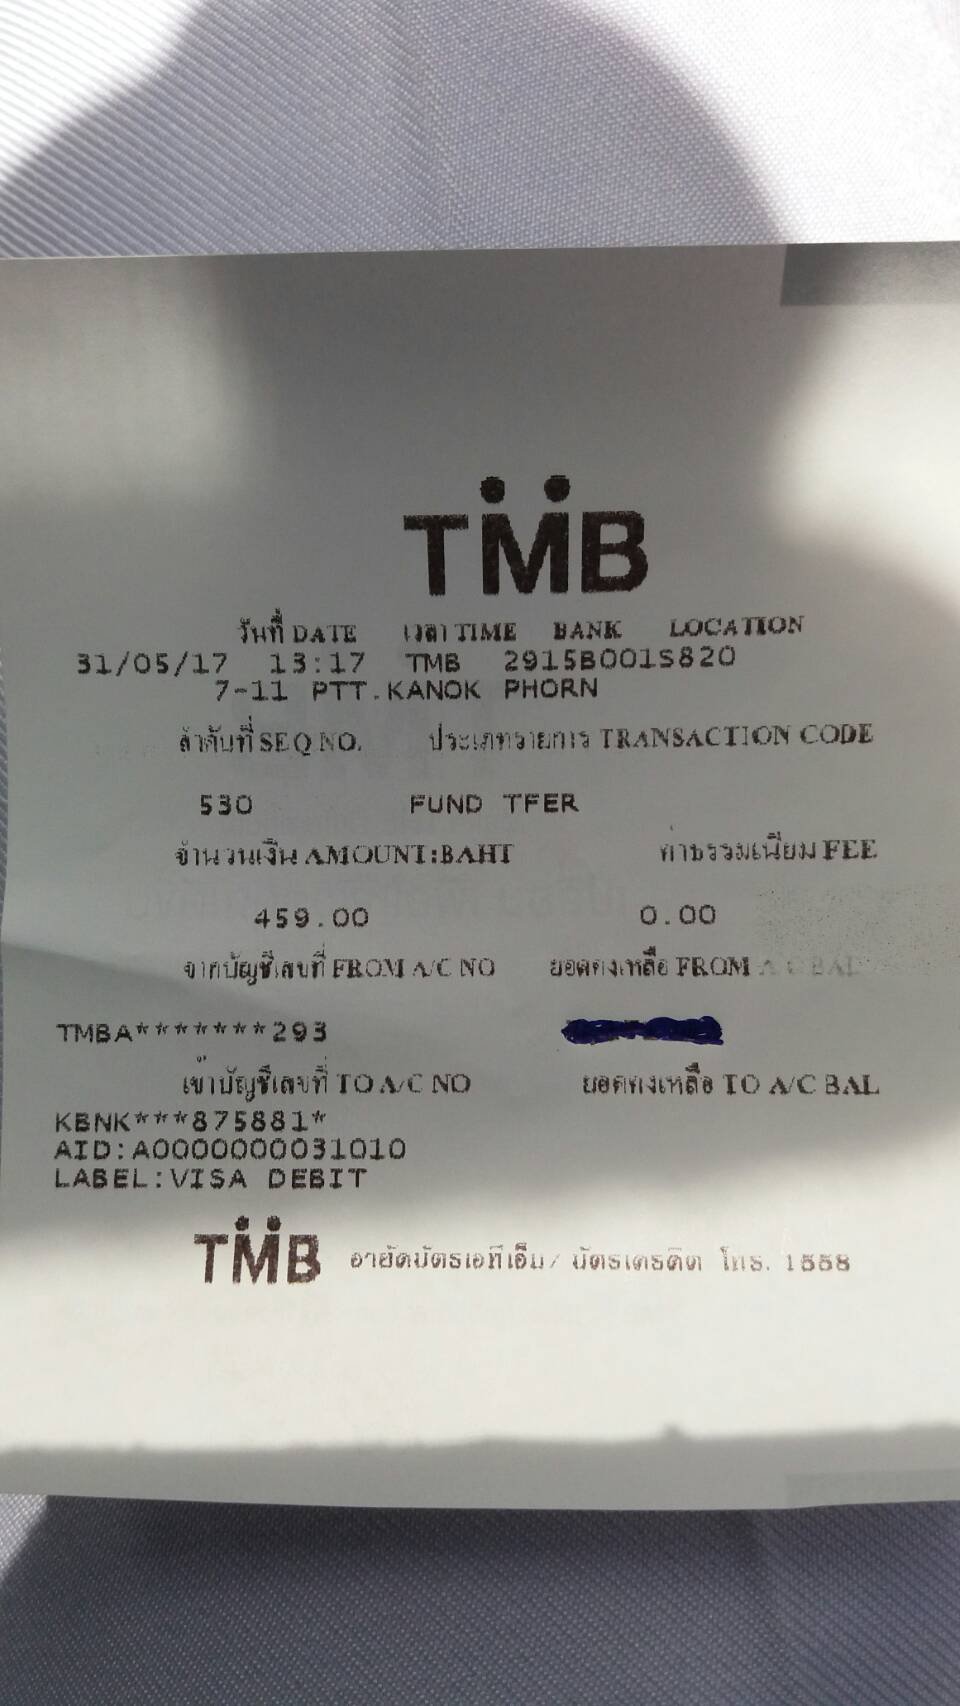 TMB
วันที่ DATE เวลา TIME BANK LOCATION
31/05/17 13:17 TMB 2915B001S820
7-11 PTT.KANOK PHORN
ลำดับที่ SEQ NO. ประเภทรายการ TRANSACTION CODE
530 FUND TFER
จำนวนเงิน AMOUNT:BAHT ค่าธรรมเนียม FEE
459.00 0.00
จากบัญชีเลขที่ FROM A/C NO ยอดคงเหลือ FROM A/C BAL
TMBA*******293
เข้าบัญชีเลขที่ TO A/C NO ยอดคงเหลือ TO A/C BAL
KBNK***875881*
AID:A0000000031010
LABEL:VISA DEBIT
TMB อายัดบัตรเอทีเอ็ม/บัตรเครดิต โทร. 1558